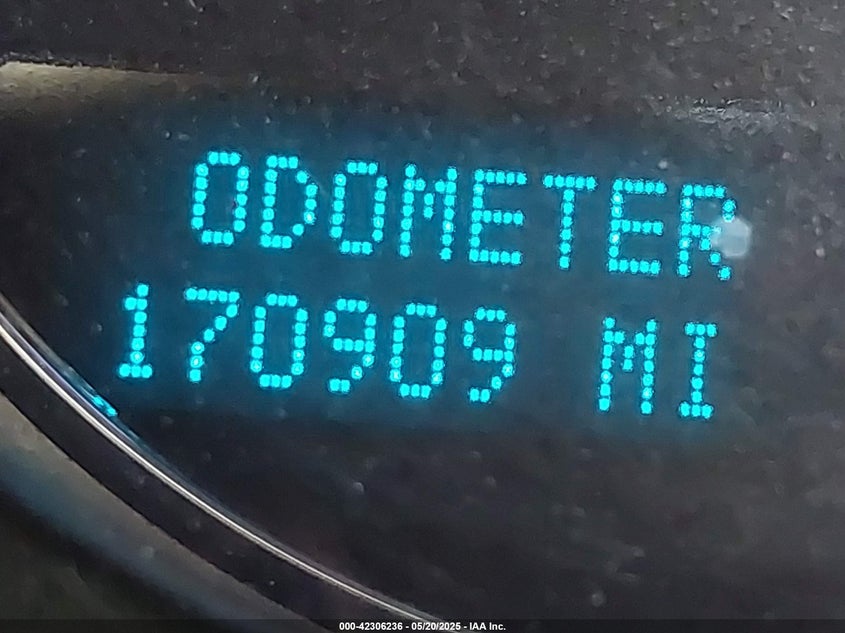 ODOMETER
170909 MI
000-42306236 - 05/20/2025 - IAA Inc.